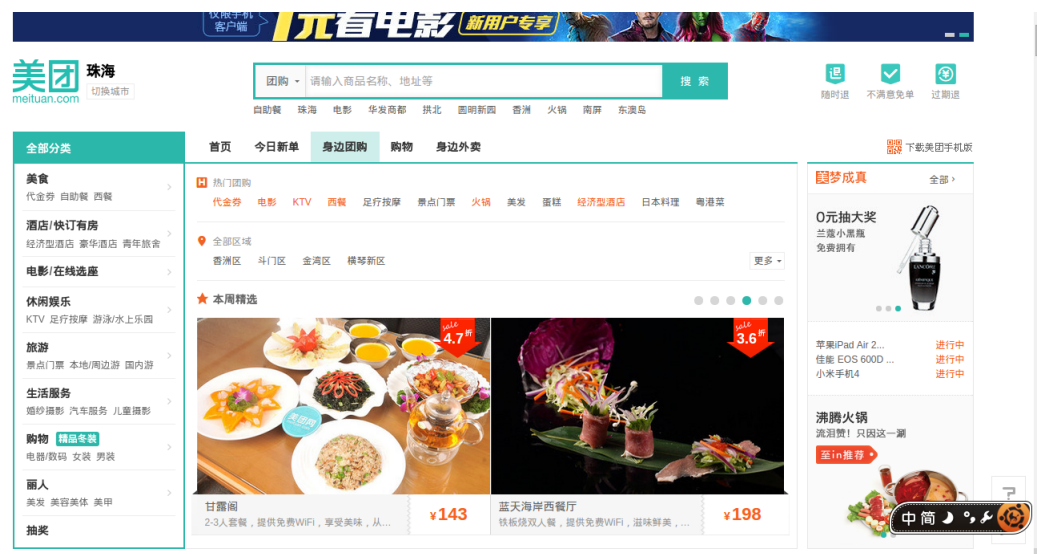 仅限手机
客户端
1元看电影
新用户专享
美团
meituan.com
珠海
切换城市
团购
请输入商品名称、地址等
搜 索
自助餐 珠海 电影 华发商都 拱北 圆明新园 香洲 火锅 南屏 东澳岛
退
随时退
不满意免单
过期退
全部分类
首页 今日新单 身边团购 购物 身边外卖
下载美团手机版
美食
代金券 自助餐 西餐
酒店/快订有房
经济型酒店 豪华酒店 青年旅舍
电影/在线选座
休闲娱乐
KTV 足疗按摩 游泳/水上乐园
旅游
景点门票 本地/周边游 国内游
生活服务
婚纱摄影 汽车服务 儿童摄影
购物 精品冬装
电器/数码 女装 男装
丽人
美发 美容美体 美甲
抽奖
H 热门团购
代金券 电影 KTV 西餐 足疗按摩 景点门票 火锅 美发 蛋糕 经济型酒店 日本料理 粤港菜
全部区域
香洲区 斗门区 金湾区 横琴新区
更多
本周精选
sale
4.7折
sale
3.6折
美团网
甘露阁
2-3人套餐，提供免费WiFi，享受美味，从...
¥143
蓝天海岸西餐厅
铁板烧双人餐，提供免费WiFi，滋味鲜美，...
¥198
美梦成真
全部
0元抽大奖
兰蔻小黑瓶
免费拥有
LANCÔME
苹果iPad Air 2... 进行中
佳能 EOS 600D ... 进行中
小米手机4 进行中
沸腾火锅
流泪赞！只因这一涮
至in推荐
?
中 简